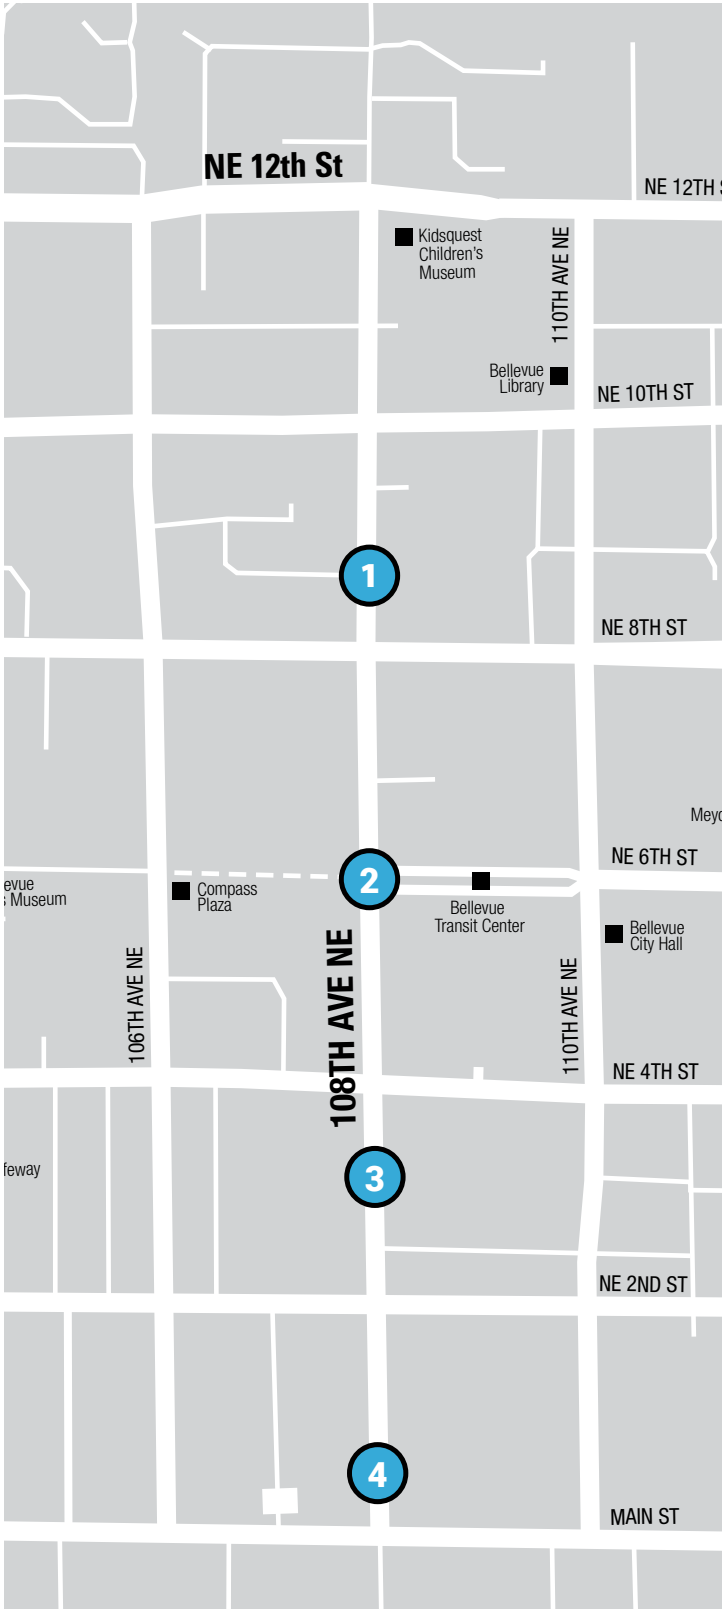 NE 12th St
NE 12TH
Kidsquest
Children's
Museum
110TH AVE NE
Bellevue
Library
NE 10TH ST
1
NE 8TH ST
NE 6TH ST
2
Compass
Plaza
Museum
Bellevue
Transit Center
Bellevue
City Hall
108TH AVE NE
106TH AVE NE
110TH AVE NE
NE 4TH ST
3
NE 2ND ST
4
MAIN ST